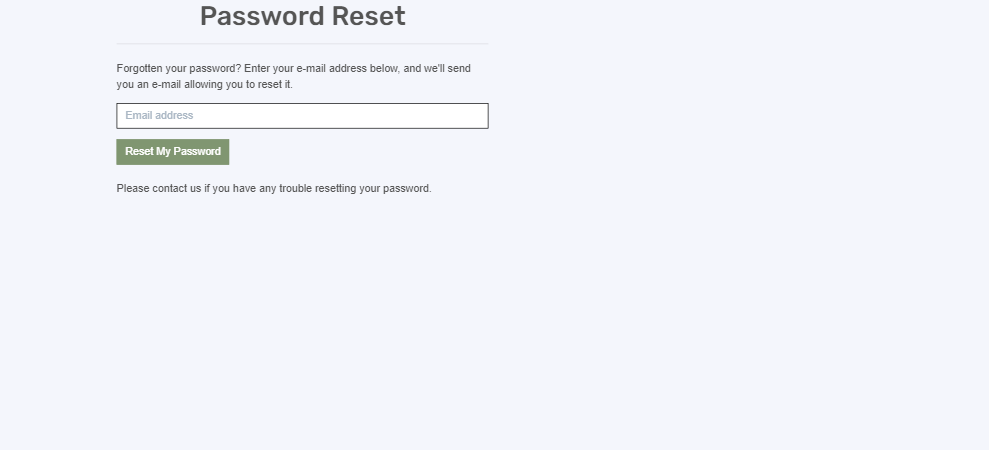 Password Reset
Forgotten your password? Enter your e-mail address below, and we'll send
you an e-mail allowing you to reset it.
Email address
Reset My Password
Please contact us if you have any trouble resetting your password.